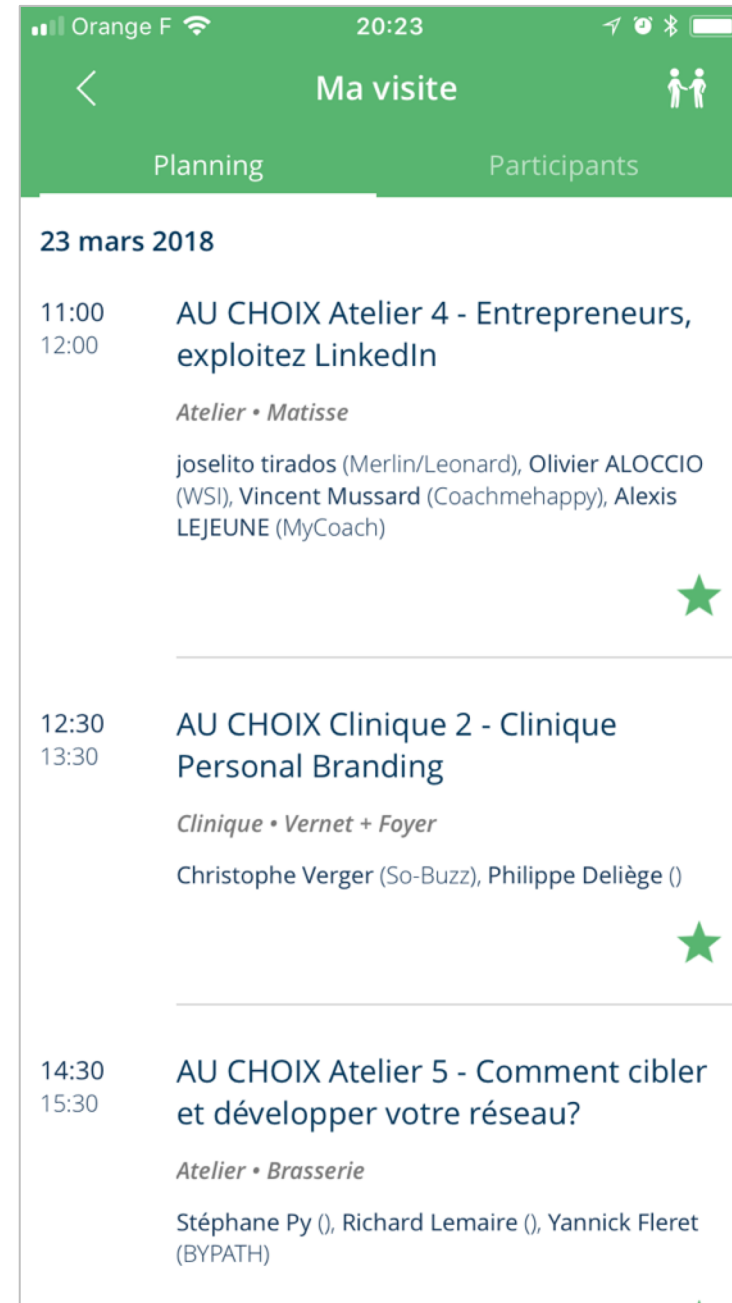 Orange F 20:23
Ma visite
Planning Participants
23 mars 2018
11:00 AU CHOIX Atelier 4 - Entrepreneurs,
12:00 exploitez LinkedIn
Atelier • Matisse
joselito tirados (Merlin/Leonard), Olivier ALOCCIO
(WSI), Vincent Mussard (Coachmehappy), Alexis
LEJEUNE (MyCoach)
12:30 AU CHOIX Clinique 2 - Clinique
13:30 Personal Branding
Clinique • Vernet + Foyer
Christophe Verger (So-Buzz), Philippe Deliège ()
14:30 AU CHOIX Atelier 5 - Comment cibler
15:30 et développer votre réseau?
Atelier • Brasserie
Stéphane Py (), Richard Lemaire (), Yannick Fleret
(BYPATH)